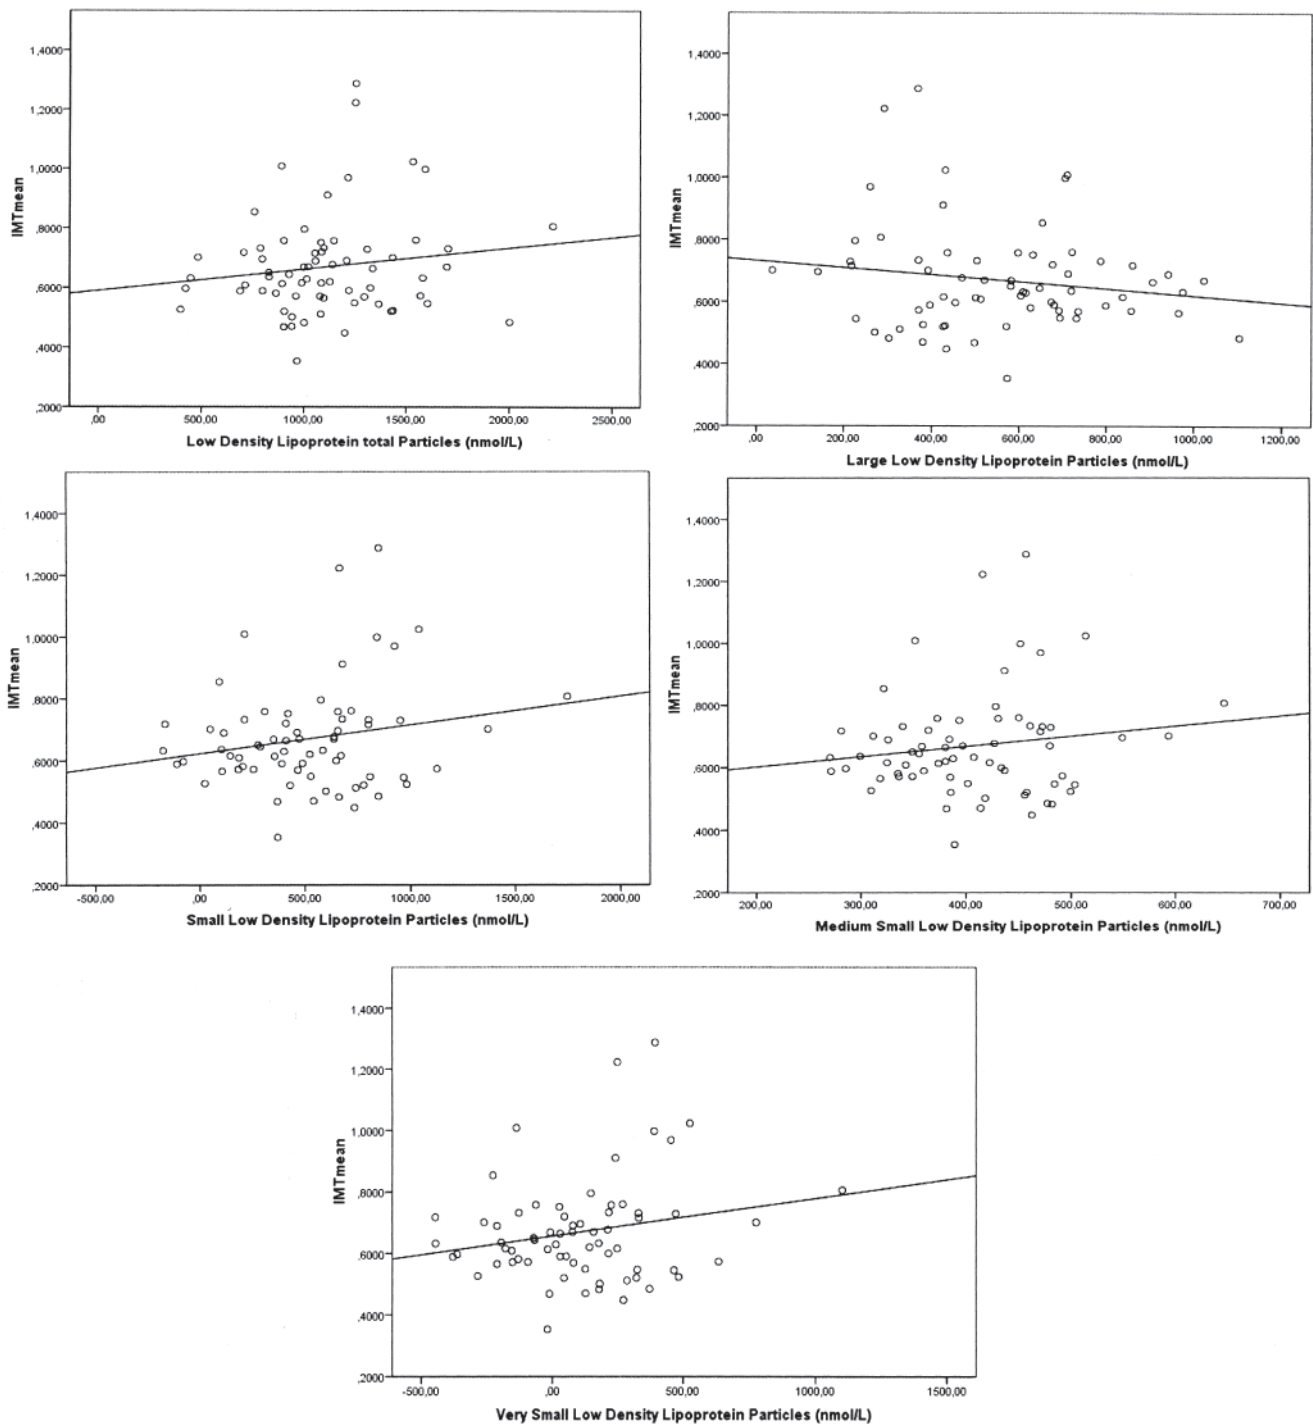 1,4000
1,2000
1,0000
,8000
,6000
,4000
,2000
IMTmean
,00 500,00 1000,00 1500,00 2000,00 2500,00
Low Density Lipoprotein total Particles (nmol/L)
1,4000
1,2000
1,0000
,8000
,6000
,4000
,2000
IMTmean
,00 200,00 400,00 600,00 800,00 1000,00 1200,00
Large Low Density Lipoprotein Particles (nmol/L)
1,4000
1,2000
1,0000
,8000
,6000
,4000
,2000
IMTmean
-500,00 ,00 500,00 1000,00 1500,00 2000,00
Small Low Density Lipoprotein Particles (nmol/L)
1,4000
1,2000
1,0000
,8000
,6000
,4000
,2000
IMTmean
200,00 300,00 400,00 500,00 600,00 700,00
Medium Small Low Density Lipoprotein Particles (nmol/L)
1,4000
1,2000
1,0000
,8000
,6000
,4000
,2000
IMTmean
-500,00 ,00 500,00 1000,00 1500,00
Very Small Low Density Lipoprotein Particles (nmol/L)